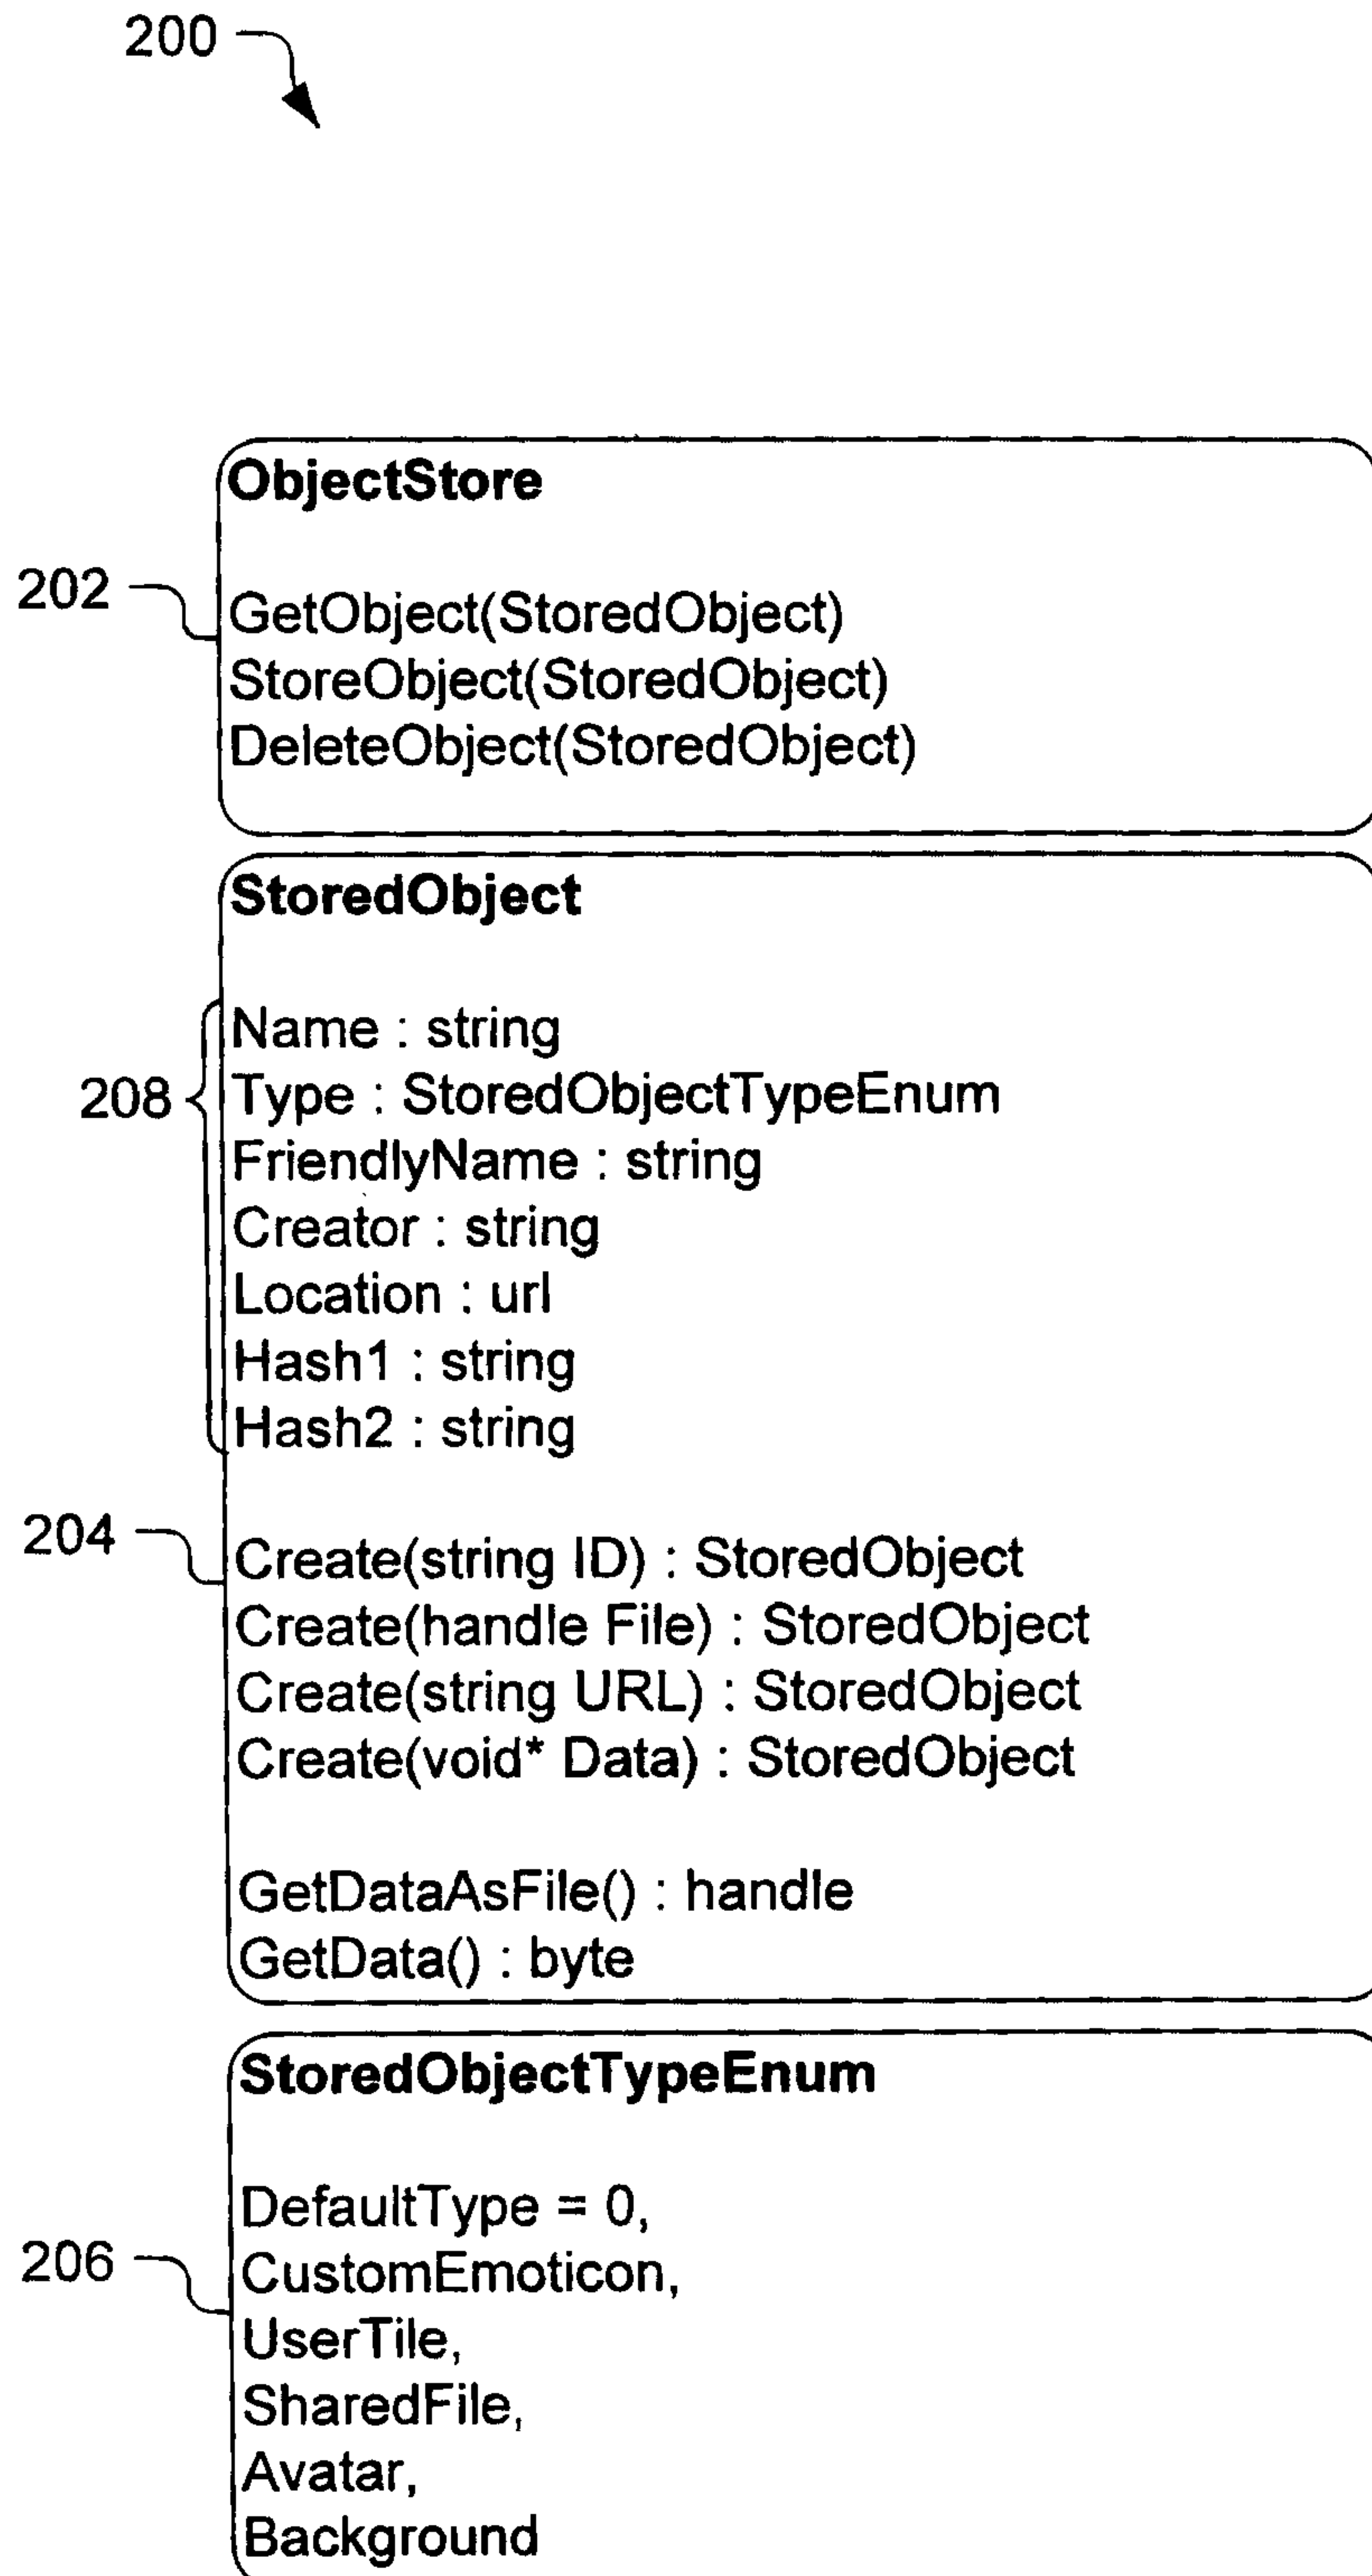 200
ObjectStore
202
GetObject(StoredObject)
StoreObject(StoredObject)
DeleteObject(StoredObject)
StoredObject
Name : string
208
Type : StoredObjectTypeEnum
FriendlyName : string
Creator : string
Location : url
Hash1 : string
Hash2 : string
204
Create(string ID) : StoredObject
Create(handle File) : StoredObject
Create(string URL) : StoredObject
Create(void* Data) : StoredObject
GetDataAsFile() : handle
GetData() : byte
StoredObjectTypeEnum
DefaultType = 0,
206
CustomEmoticon,
UserTile,
SharedFile,
Avatar,
Background